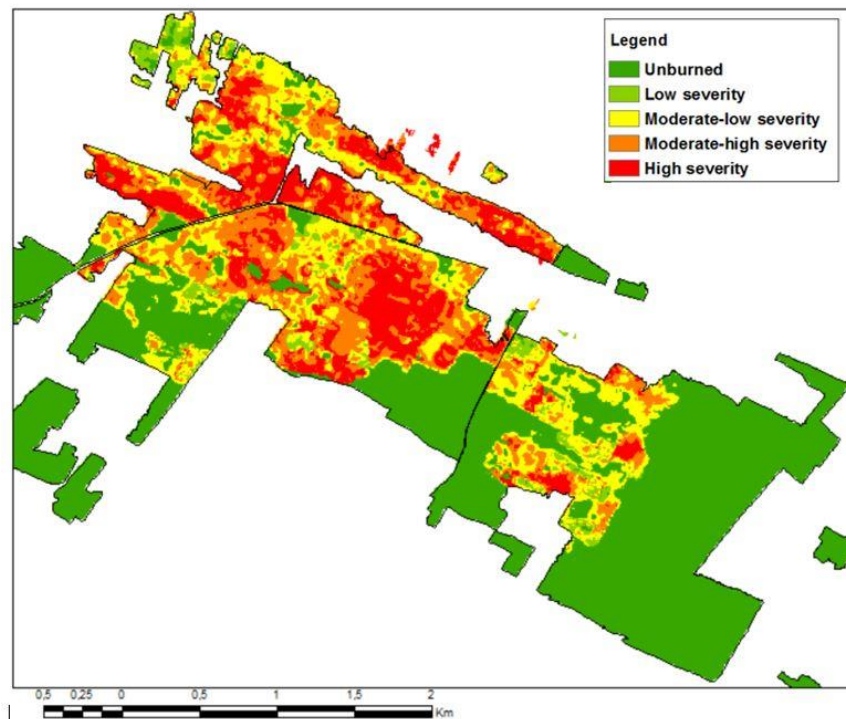 Legend
Unburned
Low severity
Moderate-low severity
Moderate-high severity
High severity
0,5 0,25 0 0,5 1 1,5 2
Km